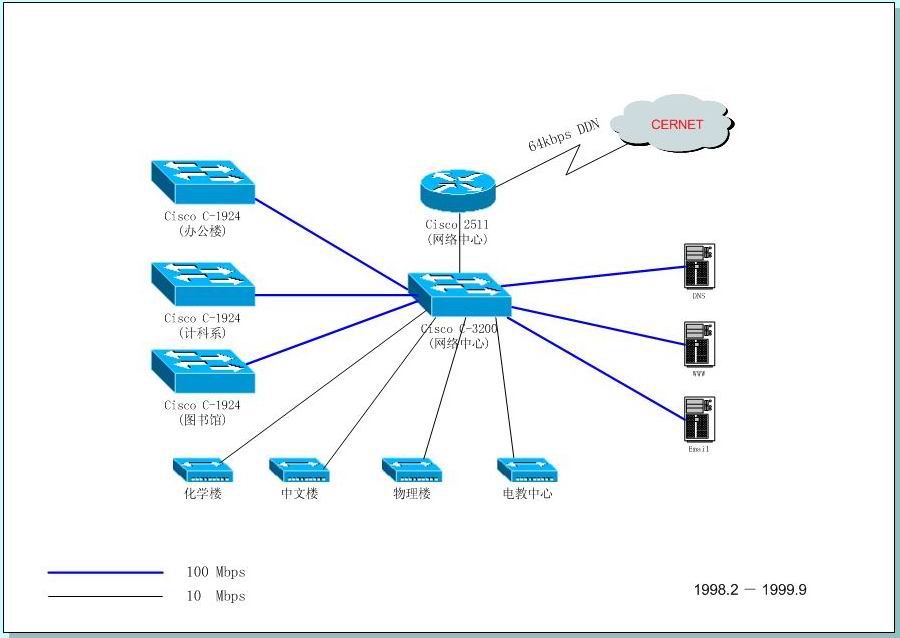 64kbps DDN
CERNET
Cisco C-1924
(办公楼)
Cisco 2511
(网络中心)
Cisco C-1924
(计科系)
DNS
Cisco C-3200
(网络中心)
WWW
Cisco C-1924
(图书馆)
Email
化学楼
中文楼
物理楼
电教中心
100 Mbps
10 Mbps
1998.2 － 1999.9